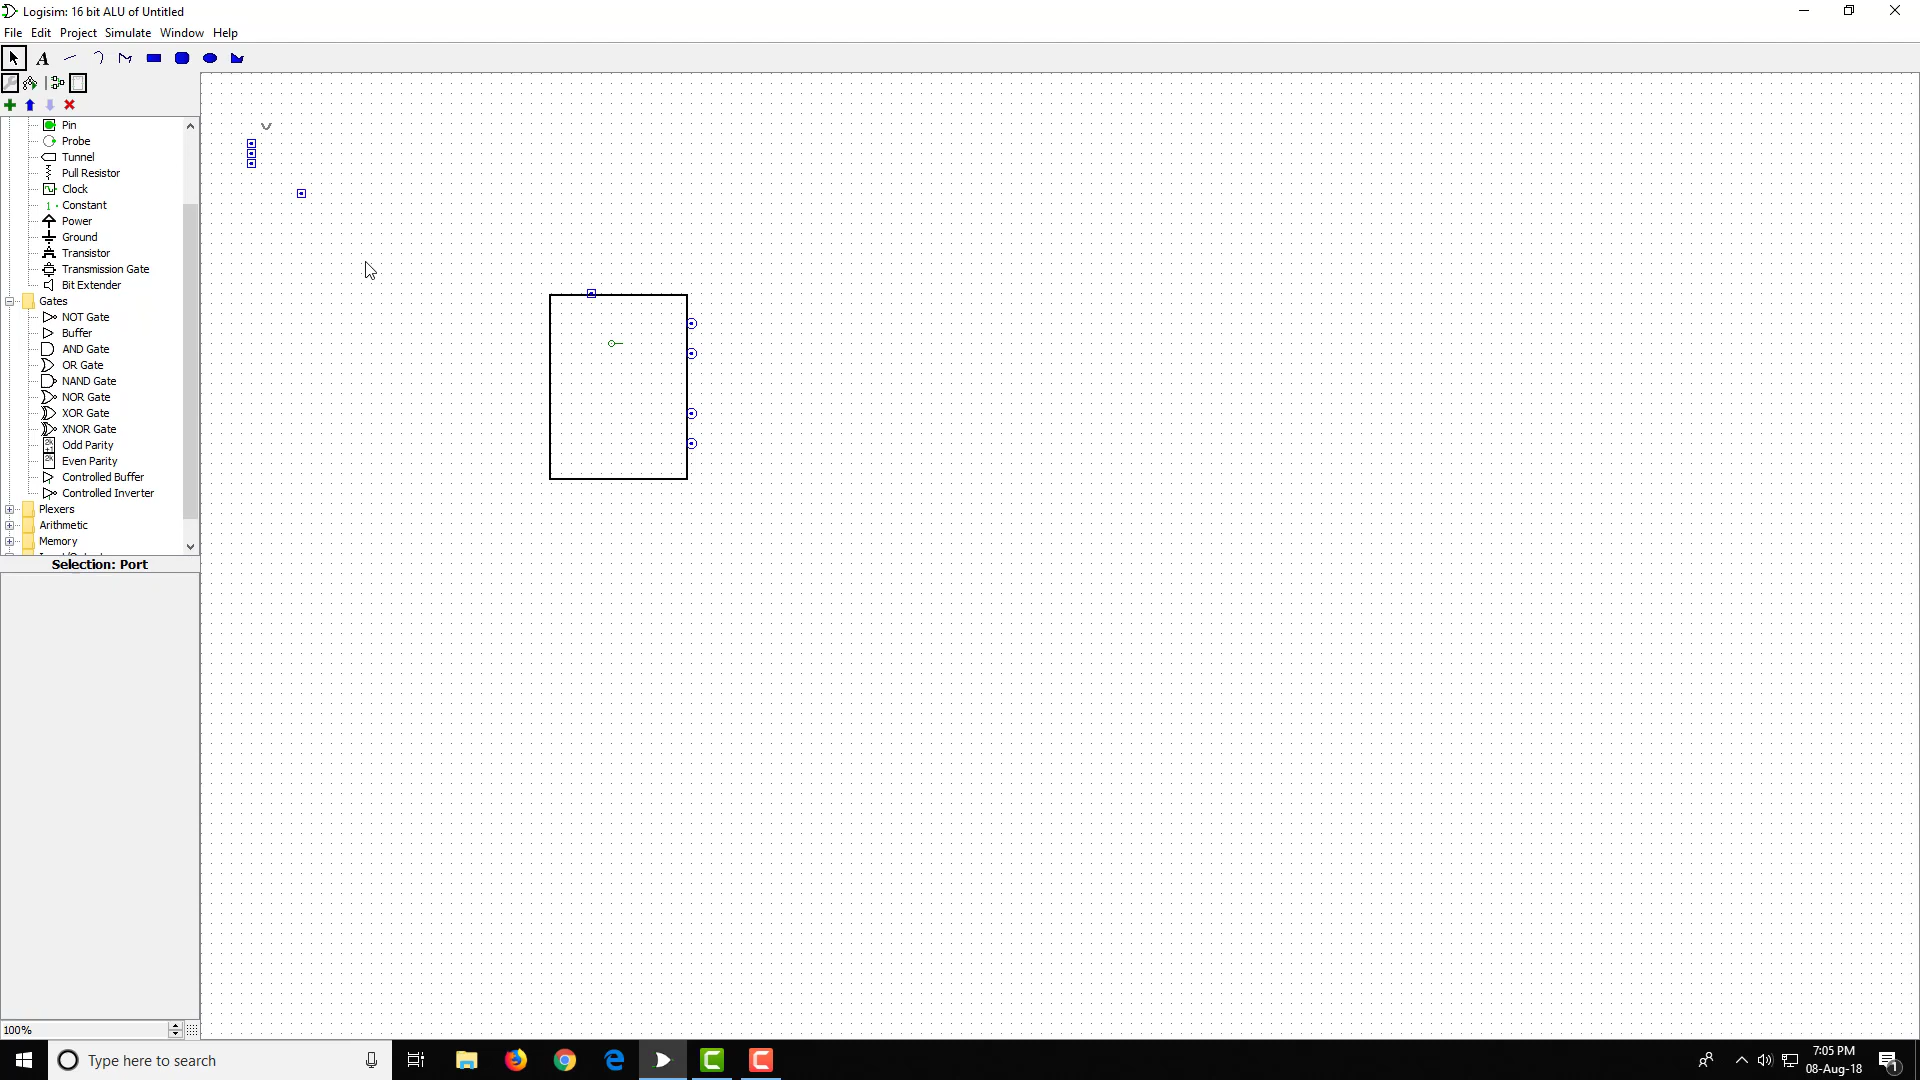 Logisim: 16 bit ALU of Untitled
File Edit Project Simulate Window Help
A
Pin
Probe
Tunnel
Pull Resistor
Clock
1 Constant
Power
Ground
Transistor
Transmission Gate
Bit Extender
Gates
NOT Gate
Buffer
AND Gate
OR Gate
NAND Gate
NOR Gate
XOR Gate
XNOR Gate
Odd Parity
Even Parity
Controlled Buffer
Controlled Inverter
Plexers
Arithmetic
Memory
Selection: Port
100%
Type here to search
7:05 PM
08-Aug-18
1